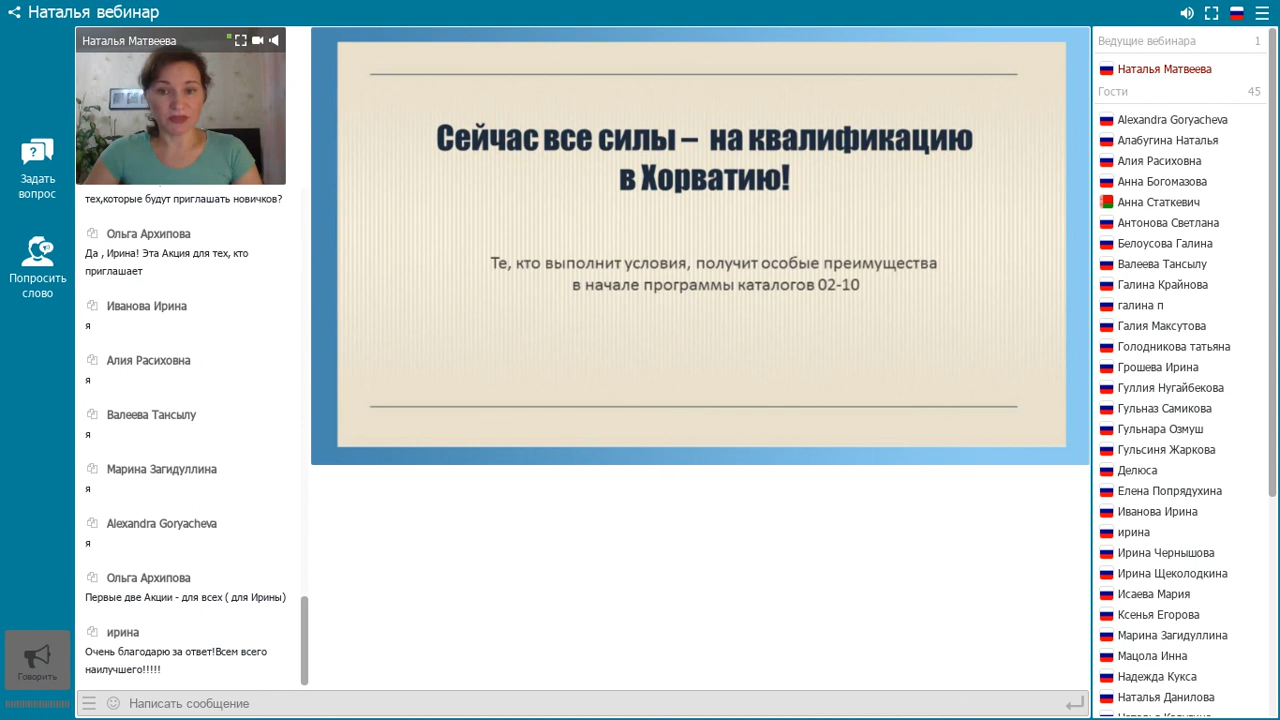 Наталья вебинар
Задать
вопрос
Попросить
слово
Говорить
Наталья Матвеева
тех,которые будут приглашать новичков?
Ольга Архипова
Да , Ирина! Эта Акция для тех, кто
приглашает
Иванова Ирина
я
Алия Расиховна
я
Валеева Тансылу
я
Марина Загидуллина
я
Alexandra Goryacheva
я
Ольга Архипова
Первые две Акции - для всех ( для Ирины)
ирина
Очень благодарю за ответ!Всем всего
наилучшего!!!!!
Написать сообщение
Сейчас все силы – на квалификацию
в Хорватию!
Те, кто выполнит условия, получит особые преимущества
в начале программы каталогов 02-10
Ведущие вебинара 1
Наталья Матвеева
Гости 45
Alexandra Goryacheva
Алабугина Наталья
Алия Расиховна
Анна Богомазова
Анна Статкевич
Антонова Светлана
Белоусова Галина
Валеева Тансылу
Галина Крайнова
галина п
Галия Максутова
Голодникова татьяна
Грошева Ирина
Гуллия Нугайбекова
Гульназ Самикова
Гульнара Озмуш
Гульсиня Жаркова
Делюса
Елена Попрядухина
Иванова Ирина
ирина
Ирина Чернышова
Ирина Щеколодкина
Исаева Мария
Ксенья Егорова
Марина Загидуллина
Мацола Инна
Надежда Кукса
Наталья Данилова